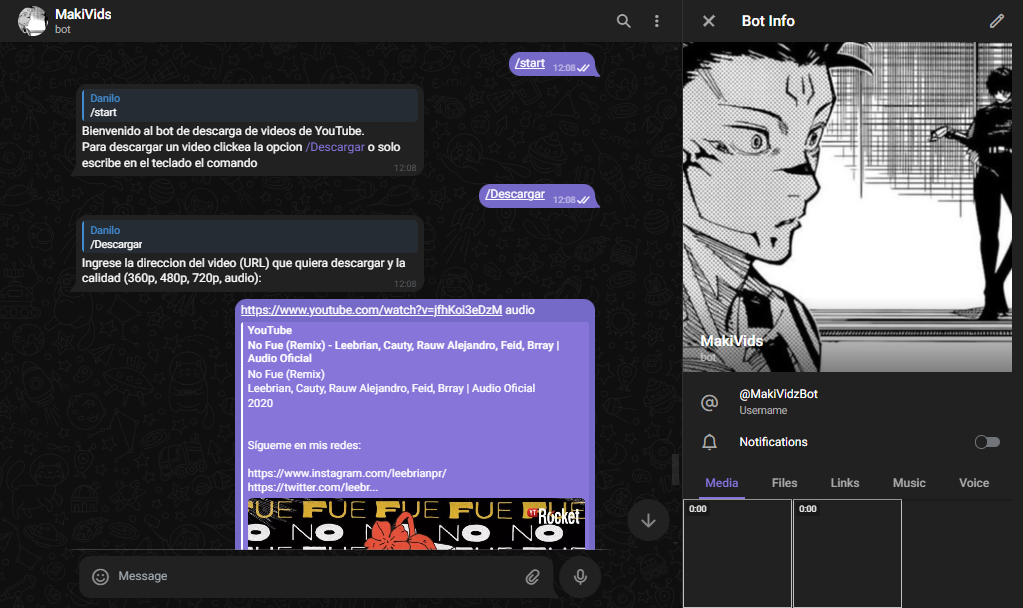 MakiVids
bot
/start
12:08
Danilo
/start
Bienvenido al bot de descarga de videos de YouTube.
Para descargar un video clickea la opcion /Descargar o solo
escribe en el teclado el comando
12:08
/Descargar
12:08
Danilo
/Descargar
Ingrese la direccion del video (URL) que quiera descargar y la
calidad (360p, 480p, 720p, audio):
12:08
https://www.youtube.com/watch?v=jfhKoi3eDzM audio
YouTube
No Fue (Remix) - Leebrian, Cauty, Rauw Alejandro, Feid, Brray |
Audio Oficial
No Fue (Remix)
Leebrian, Cauty, Rauw Alejandro, Feid, Brray | Audio Oficial
2020
Sígueme en mis redes:
https://www.instagram.com/leebrianpr/
https://twitter.com/leebr...
FUE FUE FUE FUE FUE
Rocket
NO NO NO NO
Message
Bot Info
MakiVids
bot
@MakiVidzBot
Username
Notifications
Media Files Links Music Voice
0:00 0:00